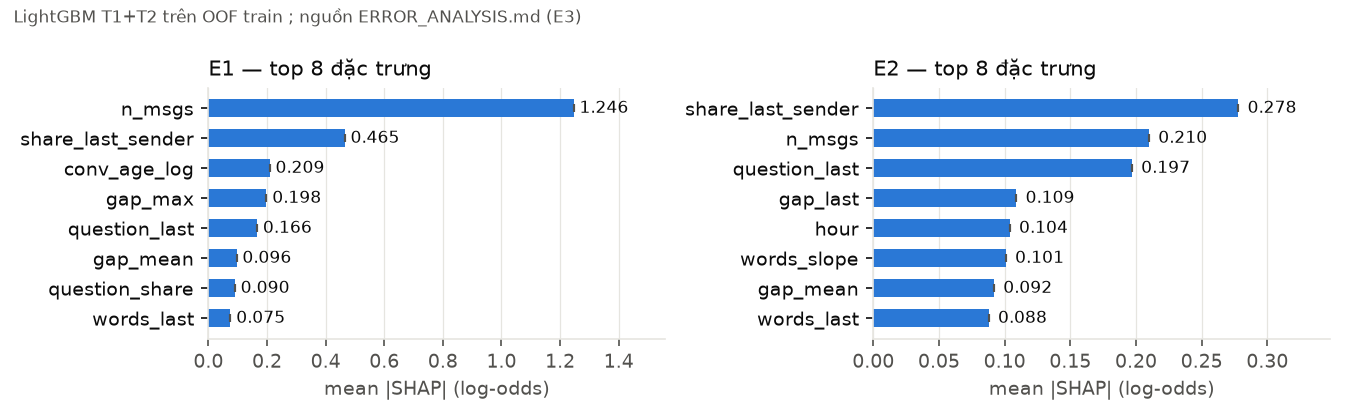 LightGBM T1+T2 trên OOF train ; nguồn ERROR_ANALYSIS.md (E3)
E1 — top 8 đặc trưng
n_msgs 1.246
share_last_sender 0.465
conv_age_log 0.209
gap_max 0.198
question_last 0.166
gap_mean 0.096
question_share 0.090
words_last 0.075
0.0 0.2 0.4 0.6 0.8 1.0 1.2 1.4
mean |SHAP| (log-odds)
E2 — top 8 đặc trưng
share_last_sender 0.278
n_msgs 0.210
question_last 0.197
gap_last 0.109
hour 0.104
words_slope 0.101
gap_mean 0.092
words_last 0.088
0.00 0.05 0.10 0.15 0.20 0.25 0.30
mean |SHAP| (log-odds)